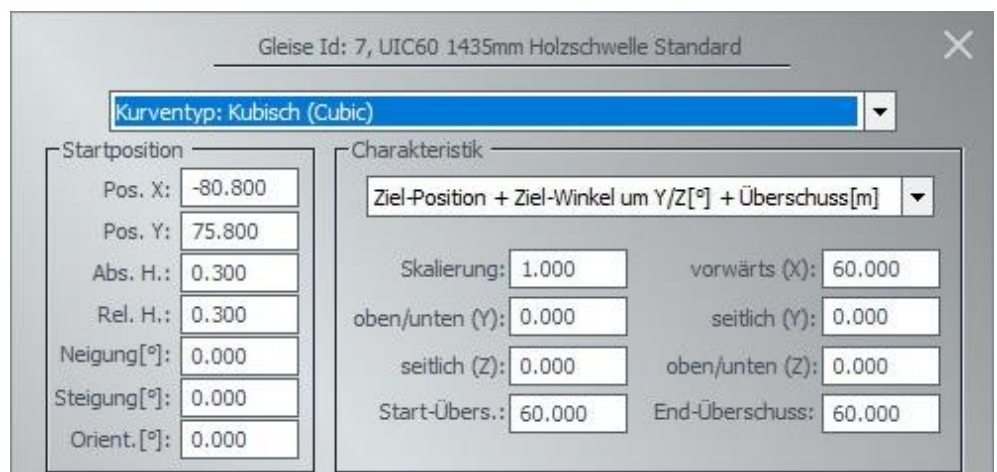 Gleise Id: 7, UIC60 1435mm Holzschwelle Standard
Kurventyp: Kubisch (Cubic)
Startposition
Pos. X: -80.800
Pos. Y: 75.800
Abs. H.: 0.300
Rel. H.: 0.300
Neigung[°]: 0.000
Steigung[°]: 0.000
Orient.[°]: 0.000
Charakteristik
Ziel-Position + Ziel-Winkel um Y/Z[°] + Überschuss[m]
Skalierung: 1.000 vorwärts (X): 60.000
oben/unten (Y): 0.000 seitlich (Y): 0.000
seitlich (Z): 0.000 oben/unten (Z): 0.000
Start-Übers.: 60.000 End-Überschuss: 60.000